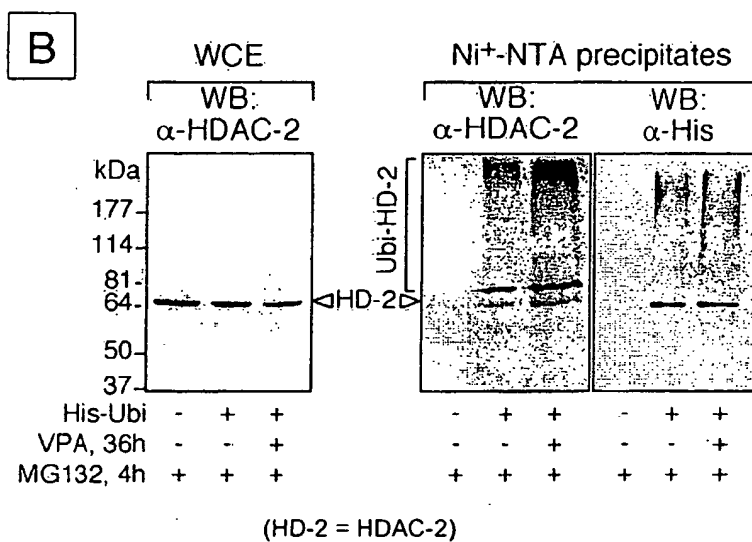 B
WCE
Ni+-NTA precipitates
WB:
α-HDAC-2
WB:
α-HDAC-2
WB:
α-His
kDa
177
114
81
64
50
37
◁HD-2▷
Ubi-HD-2
His-Ubi - + + - + + - + +
VPA, 36h - - + - - + - - +
MG132, 4h + + + + + + + + +
(HD-2 = HDAC-2)